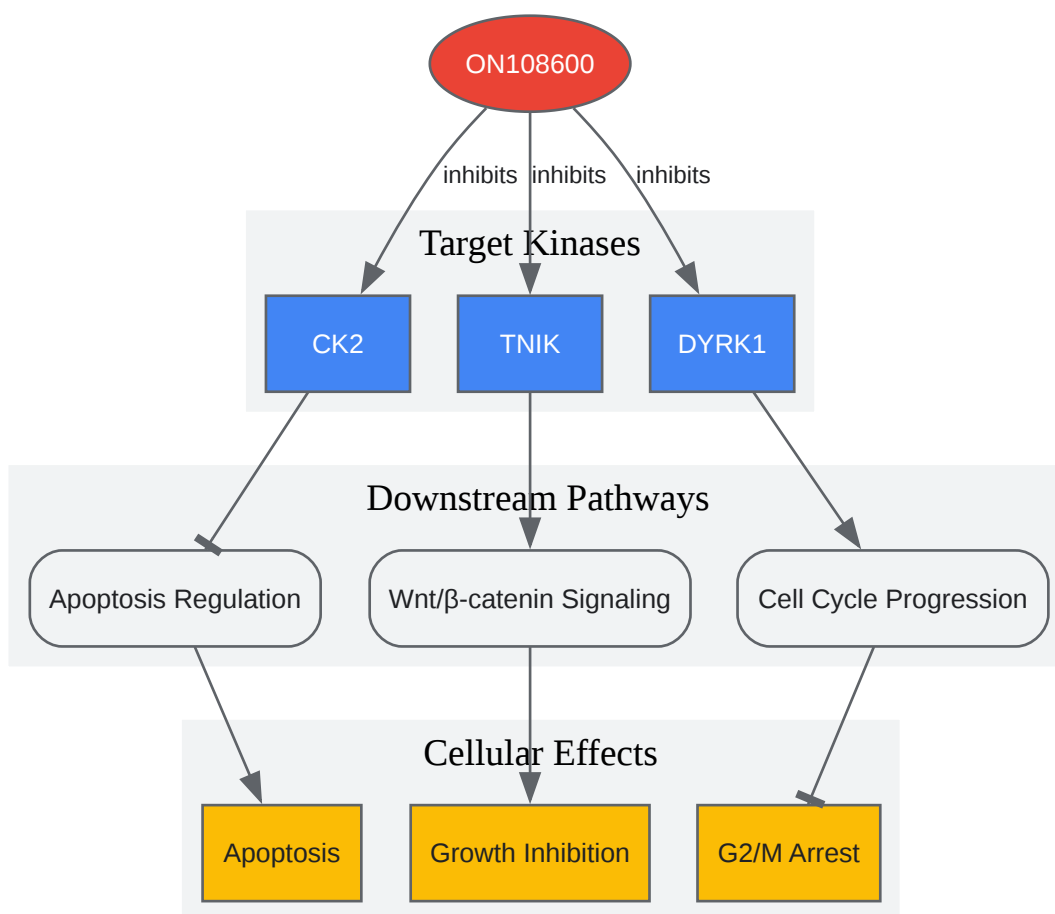 ON108600
inhibits inhibits inhibits
Target Kinases
CK2 TNIK DYRK1
Downstream Pathways
Apoptosis Regulation Wnt/β-catenin Signaling Cell Cycle Progression
Cellular Effects
Apoptosis Growth Inhibition G2/M Arrest